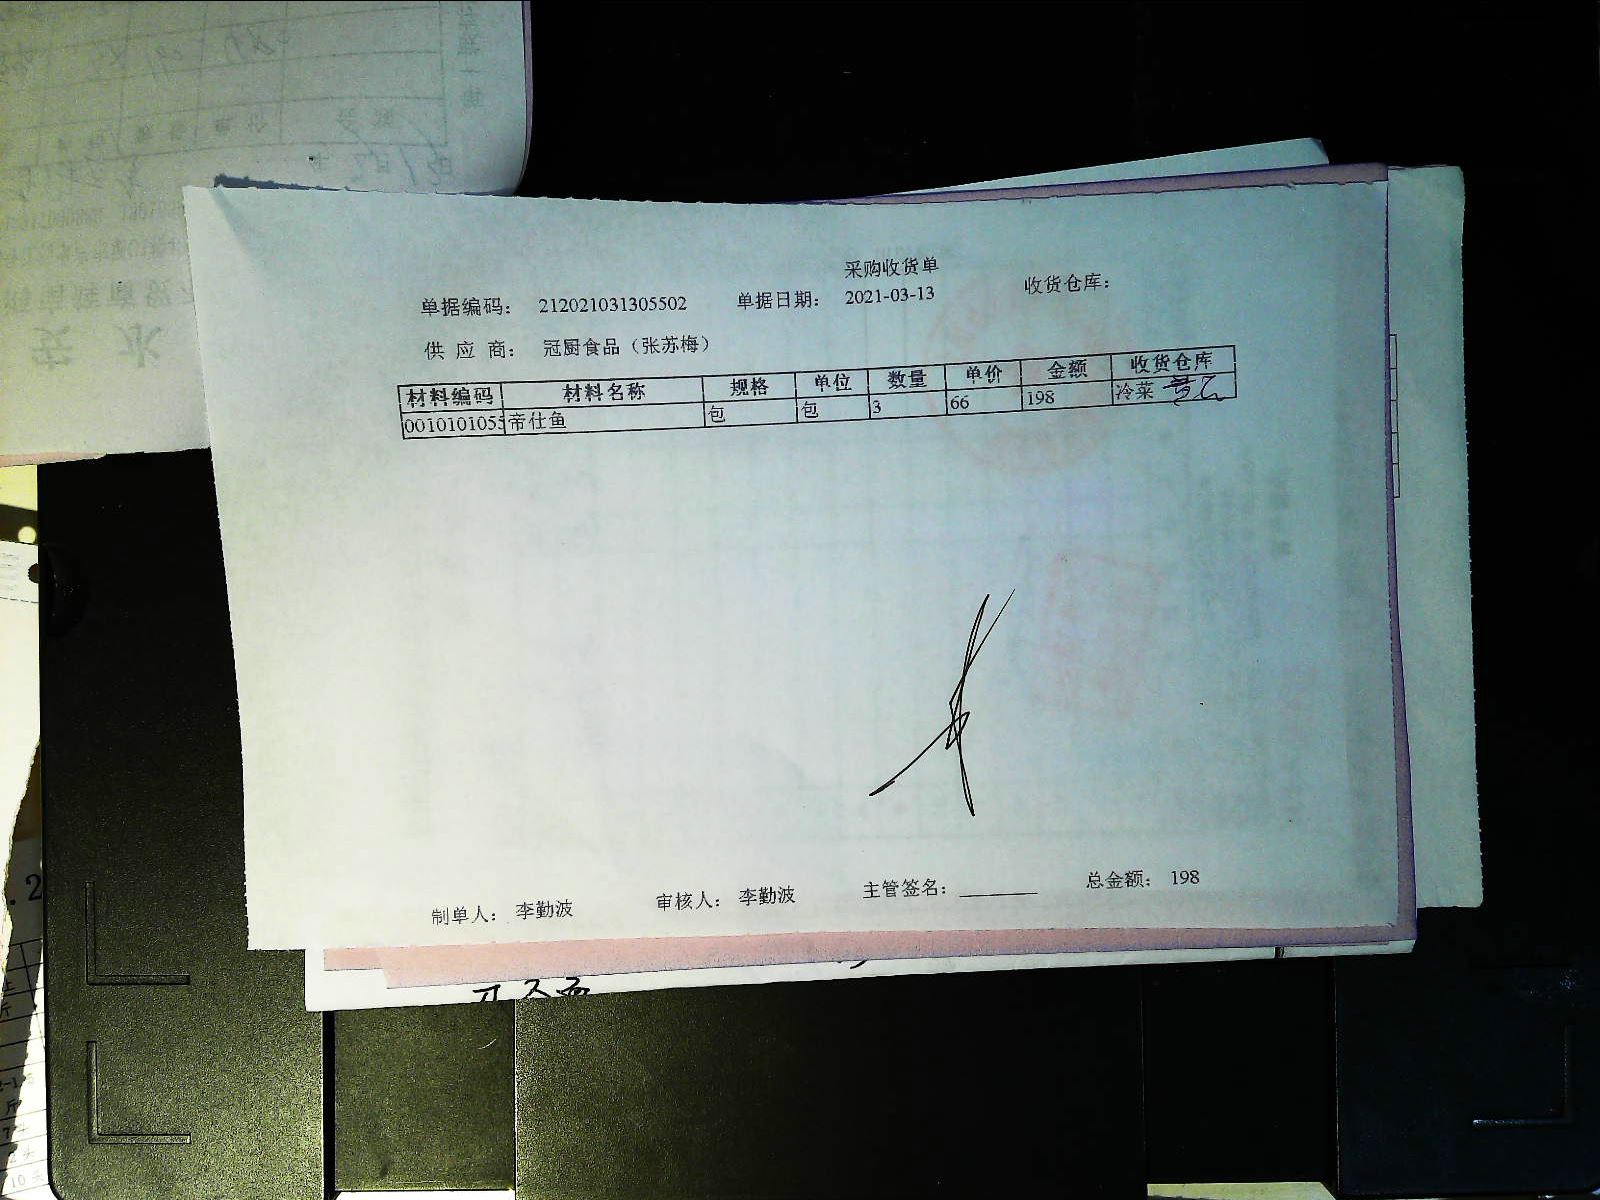 采购收货单
单据编码： 212021031305502 单据日期： 2021-03-13 收货仓库：
供 应 商： 冠厨食品（张苏梅）
材料编码 材料名称 规格 单位 数量 单价 金额 收货仓库
0010101055 帝仕鱼 包 包 3 66 198 冷菜
制单人： 李勤波 审核人： 李勤波 主管签名：________ 总金额： 198